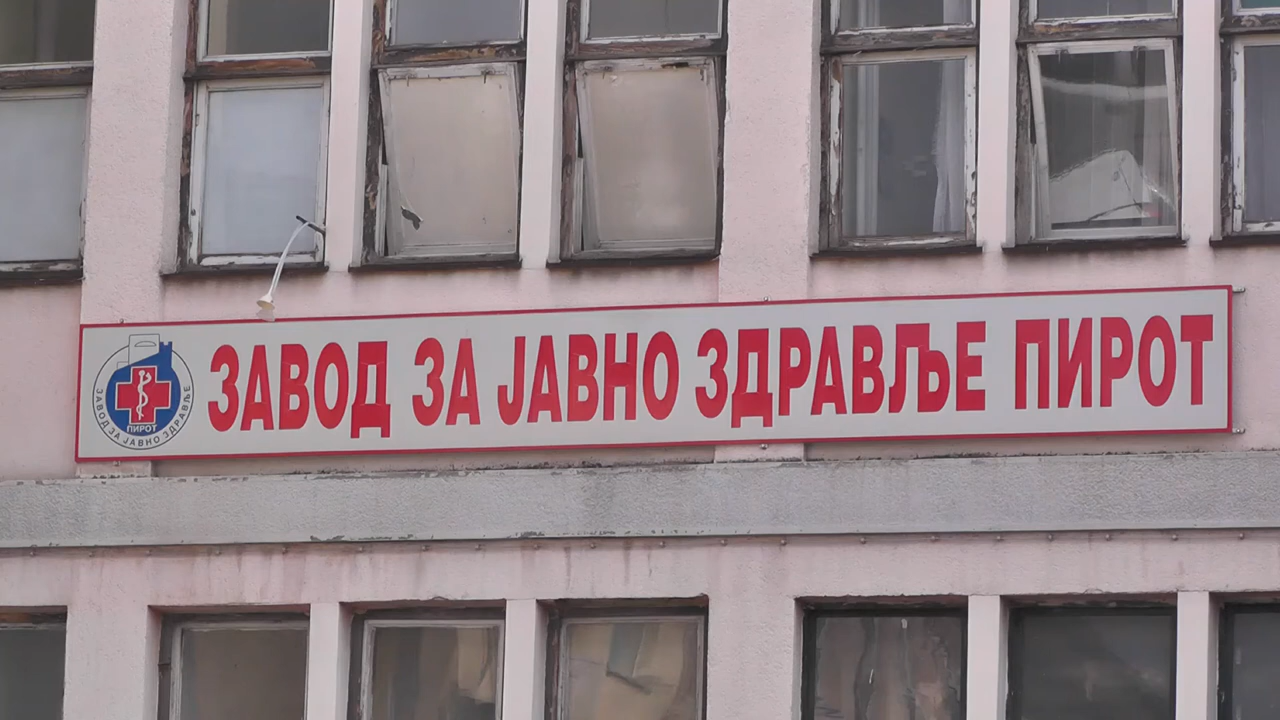 ЗАВОД ЗА ЈАВНО ЗДРАВЉЕ ПИРОТ
ПИРОТ
ЗАВОД ЗА ЈАВНО ЗДРАВЉЕ